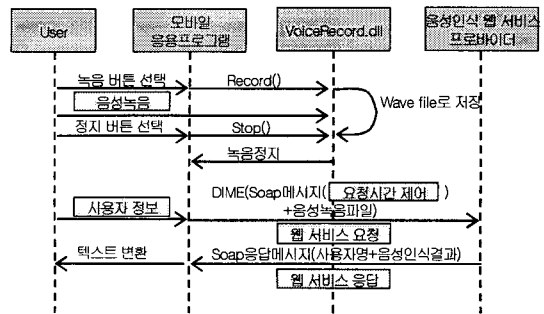 User
모바일
응용프로그램
VoiceRecord.dll
음성인식 웹 서비스
프로바이더
녹음 버튼 선택
Record()
음성녹음
Wave file로 저장
정지 버튼 선택
Stop()
녹음정지
DIME(Soap메시지( 요청시간 제어 )
+음성녹음파일)
사용자 정보
웹 서비스 요청
텍스트 변환
Soap응답메시지(사용자명+음성인식결과)
웹 서비스 응답